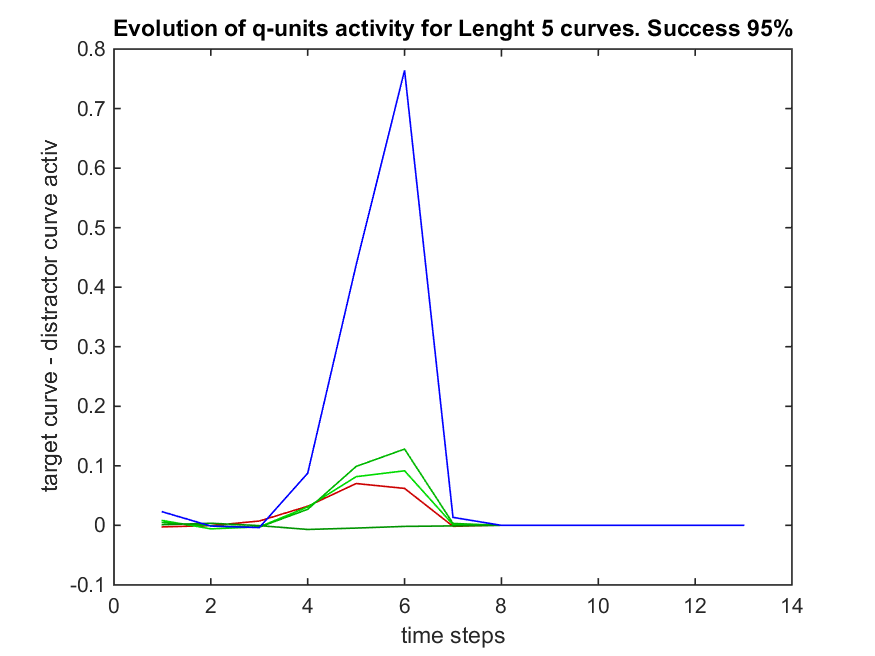 Evolution of q-units activity for Lenght 5 curves. Success 95%
0.8
0.7
0.6
0.5
0.4
0.3
0.2
0.1
0
-0.1
target curve - distractor curve activ
0 2 4 6 8 10 12 14
time steps